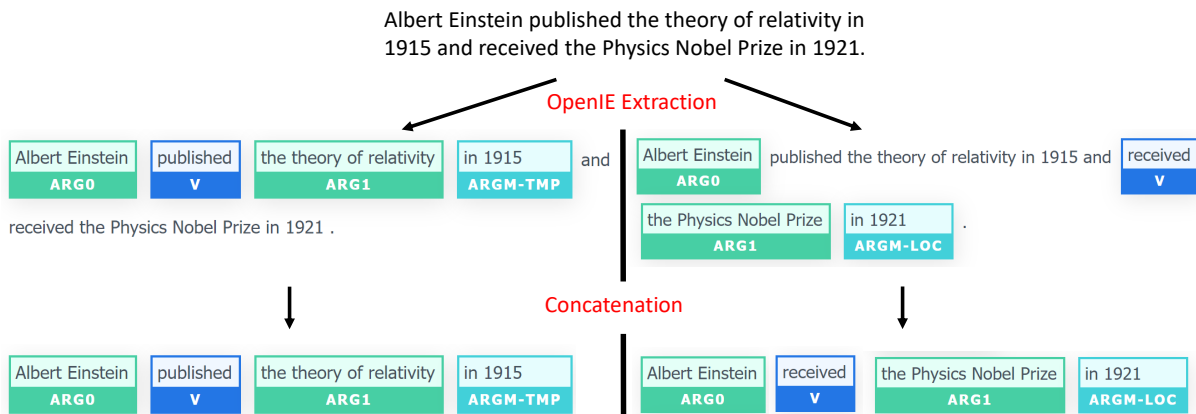 Albert Einstein published the theory of relativity in
1915 and received the Physics Nobel Prize in 1921.
OpenIE Extraction
Albert Einstein published the theory of relativity in 1915 and
ARG0 V ARG1 ARGM-TMP
received the Physics Nobel Prize in 1921 .
Albert Einstein published the theory of relativity in 1915 and received
ARG0 V
the Physics Nobel Prize in 1921 .
ARG1 ARGM-LOC
Concatenation
Albert Einstein published the theory of relativity in 1915
ARG0 V ARG1 ARGM-TMP
Albert Einstein received the Physics Nobel Prize in 1921
ARG0 V ARG1 ARGM-LOC